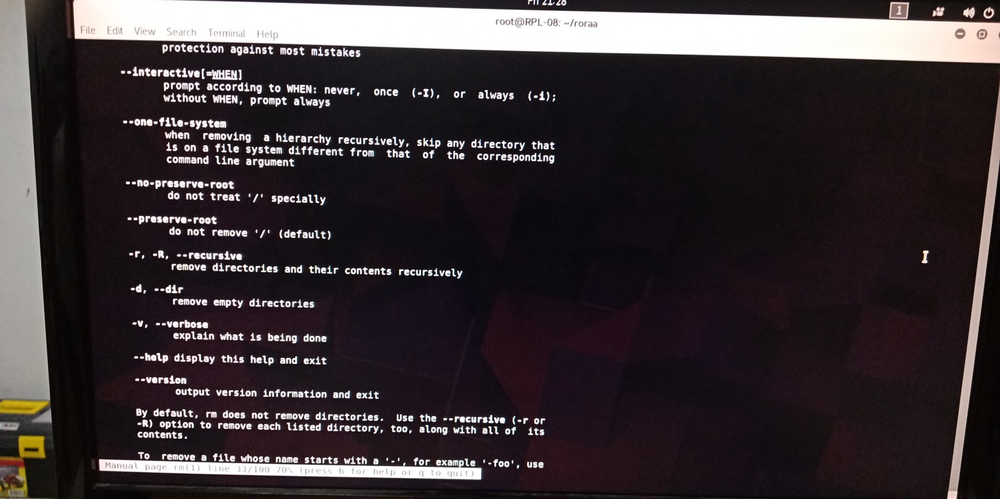 Fri 21:28
1
root@RPL-08: ~/roraa
File Edit View Search Terminal Help
protection against most mistakes
--interactive[=WHEN]
prompt according to WHEN: never, once (-I), or always (-i);
without WHEN, prompt always
--one-file-system
when removing a hierarchy recursively, skip any directory that
is on a file system different from that of the corresponding
command line argument
--no-preserve-root
do not treat '/' specially
--preserve-root
do not remove '/' (default)
-r, -R, --recursive
remove directories and their contents recursively
-d, --dir
remove empty directories
-v, --verbose
explain what is being done
--help display this help and exit
--version
output version information and exit
By default, rm does not remove directories. Use the --recursive (-r or
-R) option to remove each listed directory, too, along with all of its
contents.
To remove a file whose name starts with a '-', for example '-foo', use
Manual page rm(1) line 33/100 70% (press h for help or q to quit)